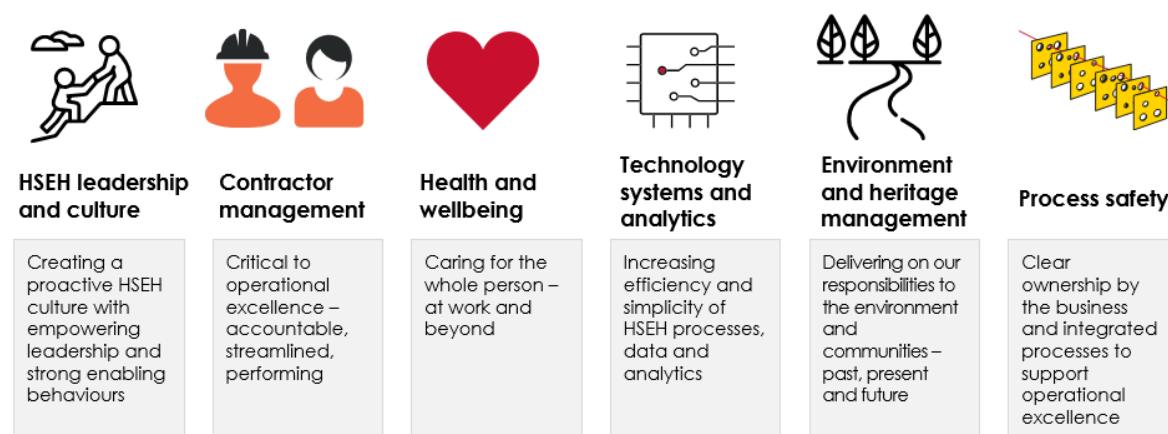 HSEH leadership
and culture
Contractor
management
Health and
wellbeing
Technology
systems and
analytics
Environment
and heritage
management
Process safety
Creating a
proactive HSEH
culture with
empowering
leadership and
strong enabling
behaviours
Critical to
operational
excellence –
accountable,
streamlined,
performing
Caring for the
whole person –
at work and
beyond
Increasing
efficiency and
simplicity of
HSEH processes,
data and
analytics
Delivering on our
responsibilities to
the environment
and
communities –
past, present
and future
Clear
ownership by
the business
and integrated
processes to
support
operational
excellence